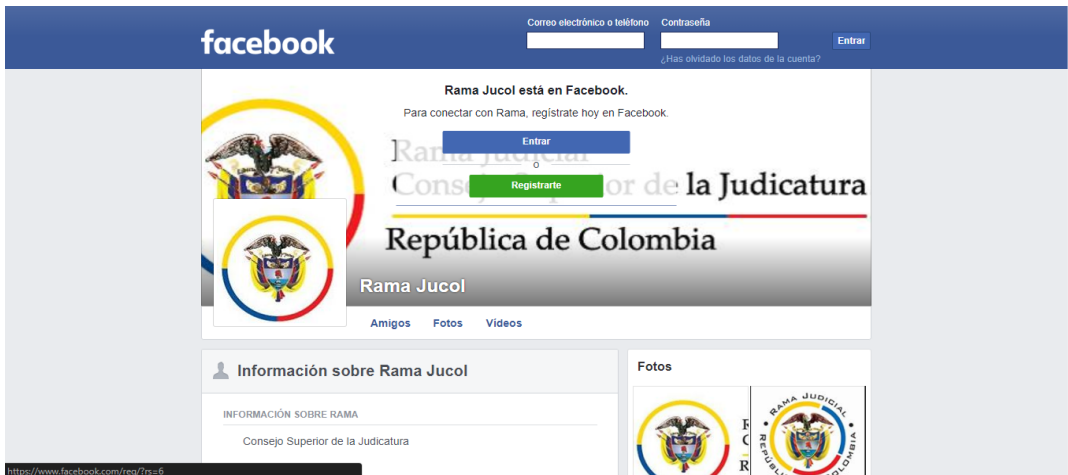 facebook
Correo electrónico o teléfono
Contraseña
Entrar
¿Has olvidado los datos de la cuenta?
Rama Jucol está en Facebook.
Para conectar con Rama, regístrate hoy en Facebook.
Entrar
o
Registrarte
Rama Judicial
Consejo Superior de la Judicatura
República de Colombia
Rama Jucol
Amigos Fotos Videos
Información sobre Rama Jucol
INFORMACIÓN SOBRE RAMA
Consejo Superior de la Judicatura
Fotos
R
C
R
RAMA JUDICIAL
REPÚBLICA COLOMBIA
https://www.facebook.com/reg/?rs=6